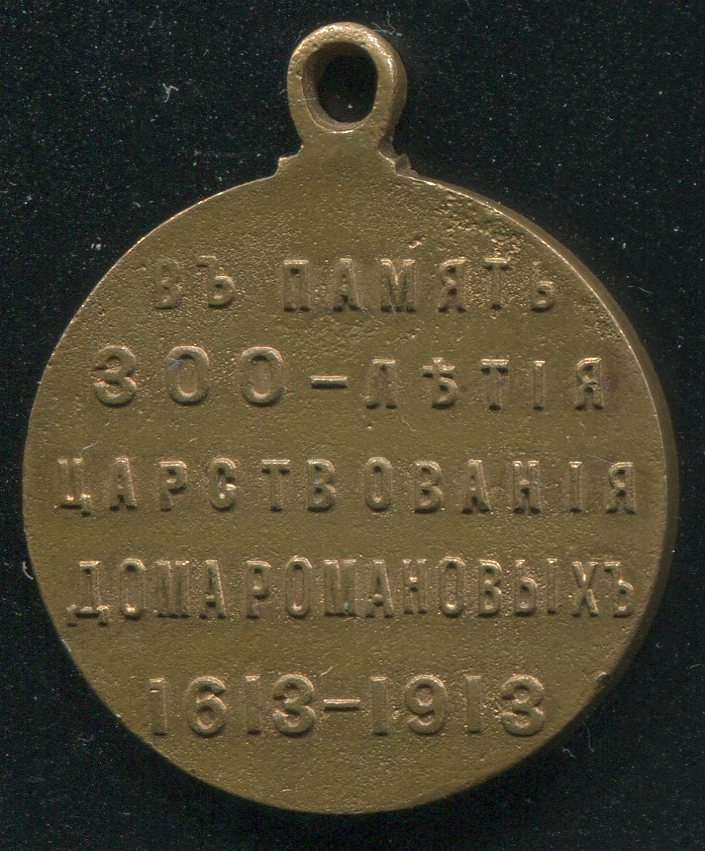 ВЪ ПАМЯТЬ
300-ЛѢТІЯ
ЦАРСТВОВАНІЯ
ДОМА РОМАНОВЫХЪ
1613-1913